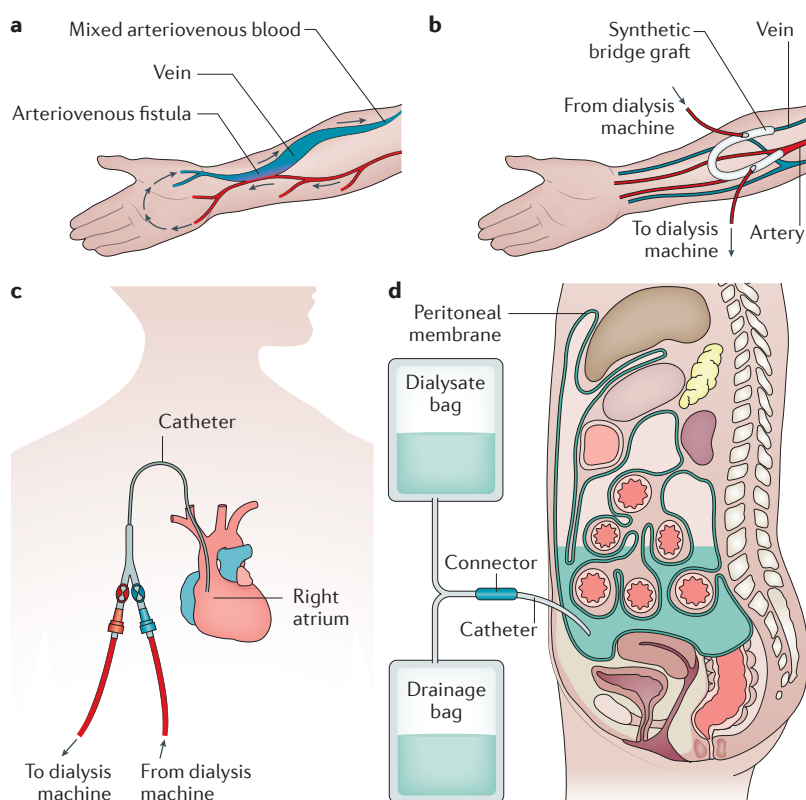 a
Mixed arteriovenous blood
Vein
Arteriovenous fistula
b
Synthetic
bridge graft
Vein
From dialysis
machine
To dialysis
machine
Artery
c
Catheter
Right
atrium
To dialysis
machine
From dialysis
machine
d
Peritoneal
membrane
Dialysate
bag
Connector
Catheter
Drainage
bag